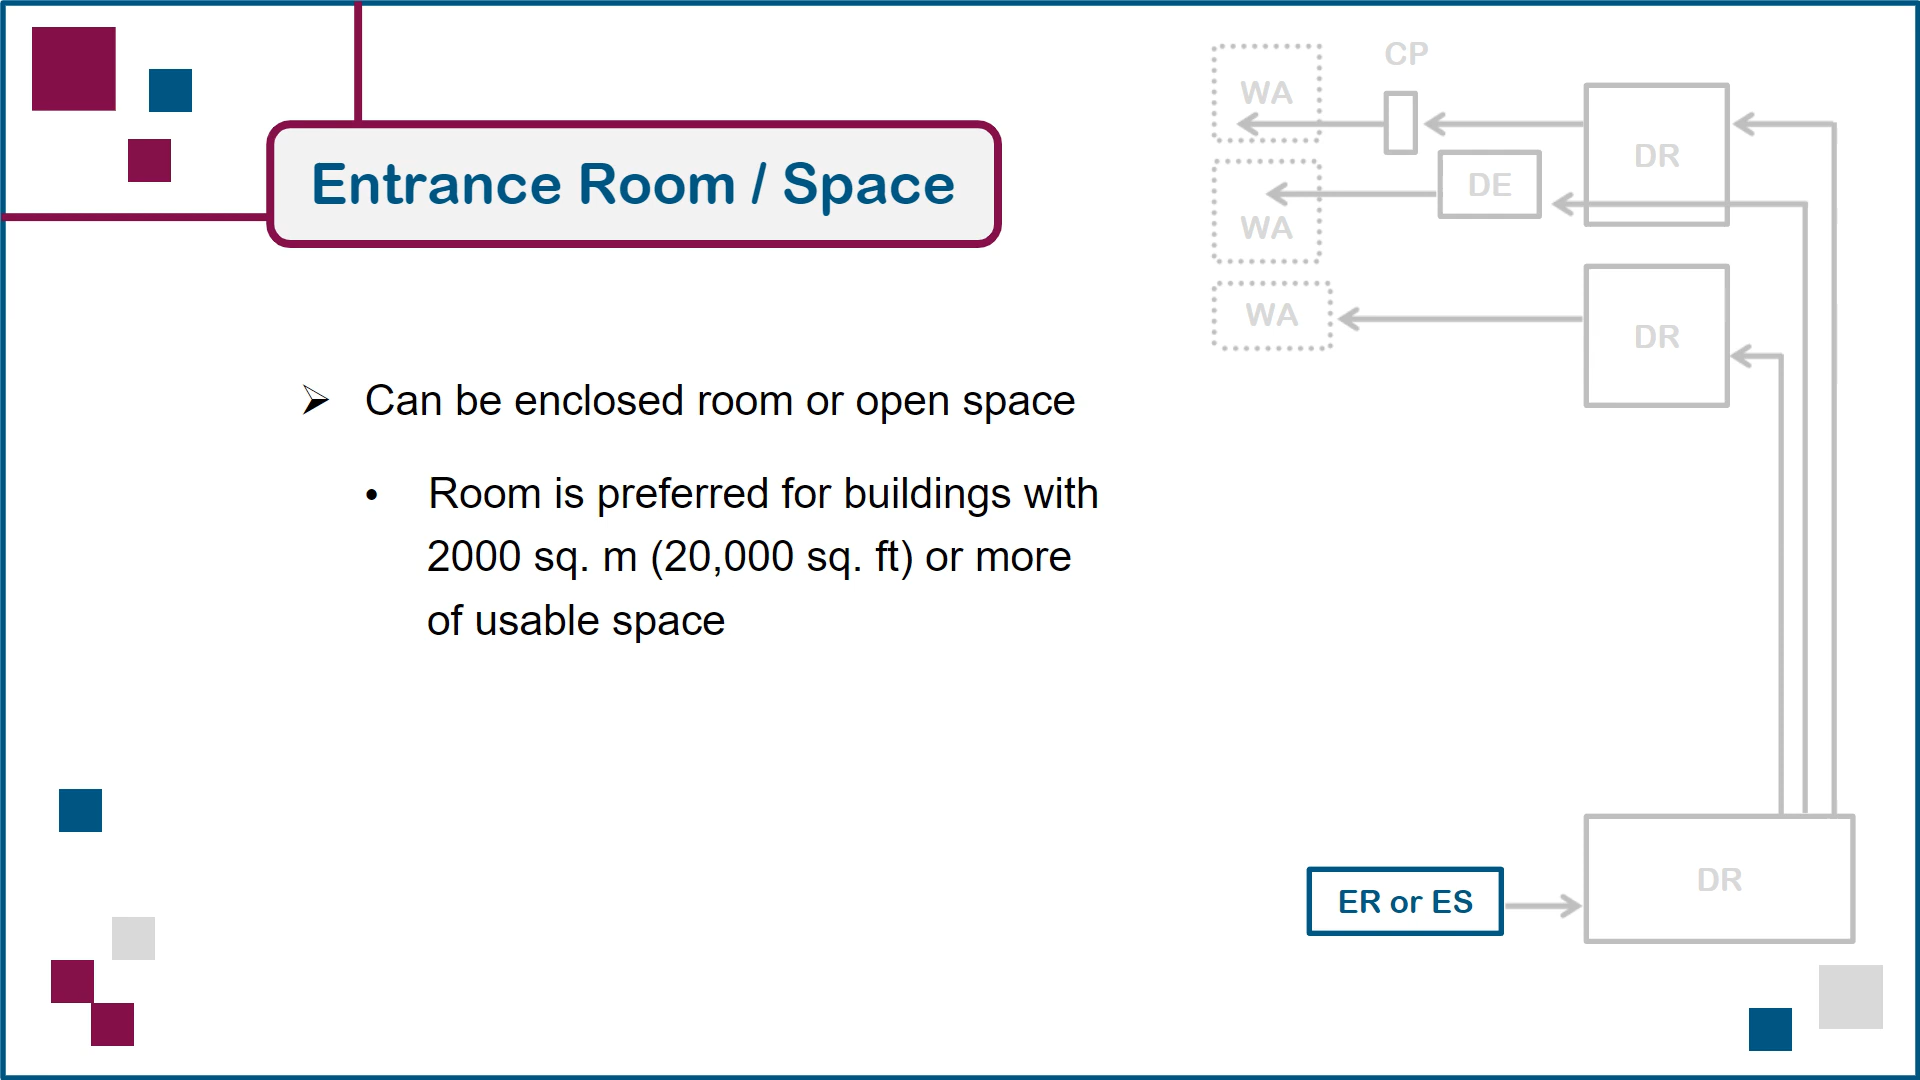 Entrance Room / Space
Can be enclosed room or open space
• Room is preferred for buildings with
2000 sq. m (20,000 sq. ft) or more
of usable space
CP
WA
DR
DE
WA
WA
DR
DR
ER or ES